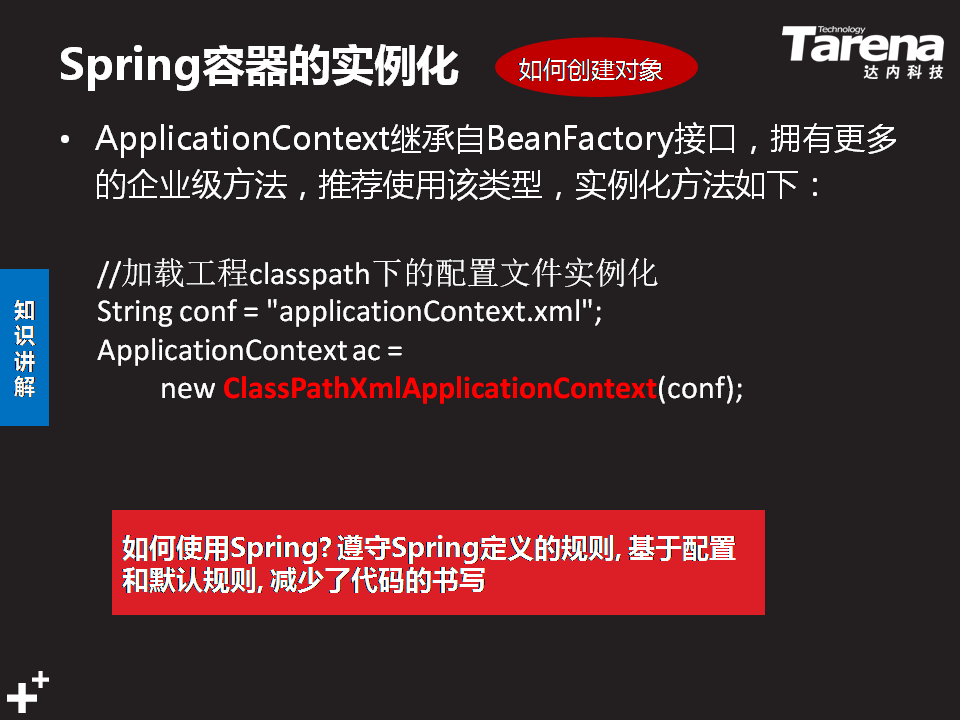 Spring容器的实例化
如何创建对象
Technology
Tarena
达内科技
• ApplicationContext继承自BeanFactory接口，拥有更多
的企业级方法，推荐使用该类型，实例化方法如下：
//加载工程classpath下的配置文件实例化
String conf = "applicationContext.xml";
ApplicationContext ac =
new ClassPathXmlApplicationContext(conf);
知
识
讲
解
如何使用Spring? 遵守Spring定义的规则, 基于配置
和默认规则, 减少了代码的书写